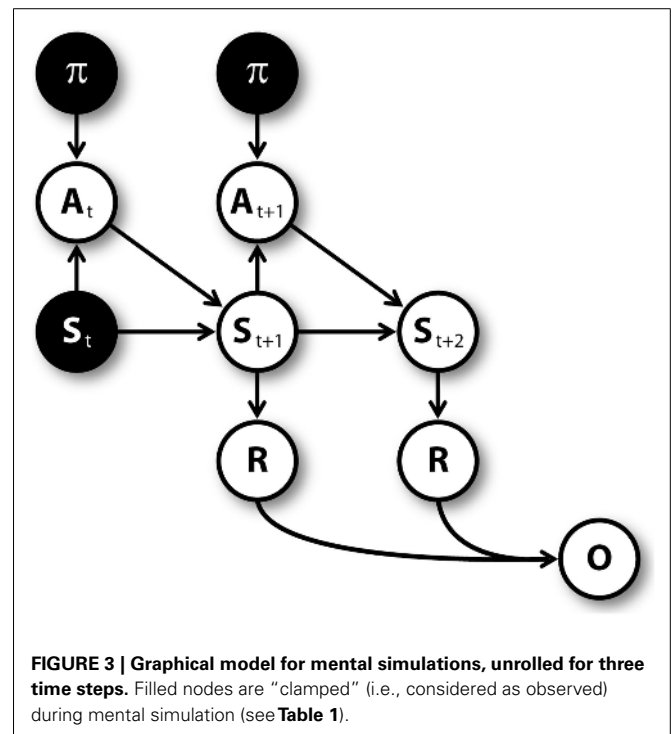 π π
A t A t+1
S t S t+1 S t+2
R R
O
FIGURE 3 | Graphical model for mental simulations, unrolled for three
time steps. Filled nodes are “clamped” (i.e., considered as observed)
during mental simulation (see Table 1).